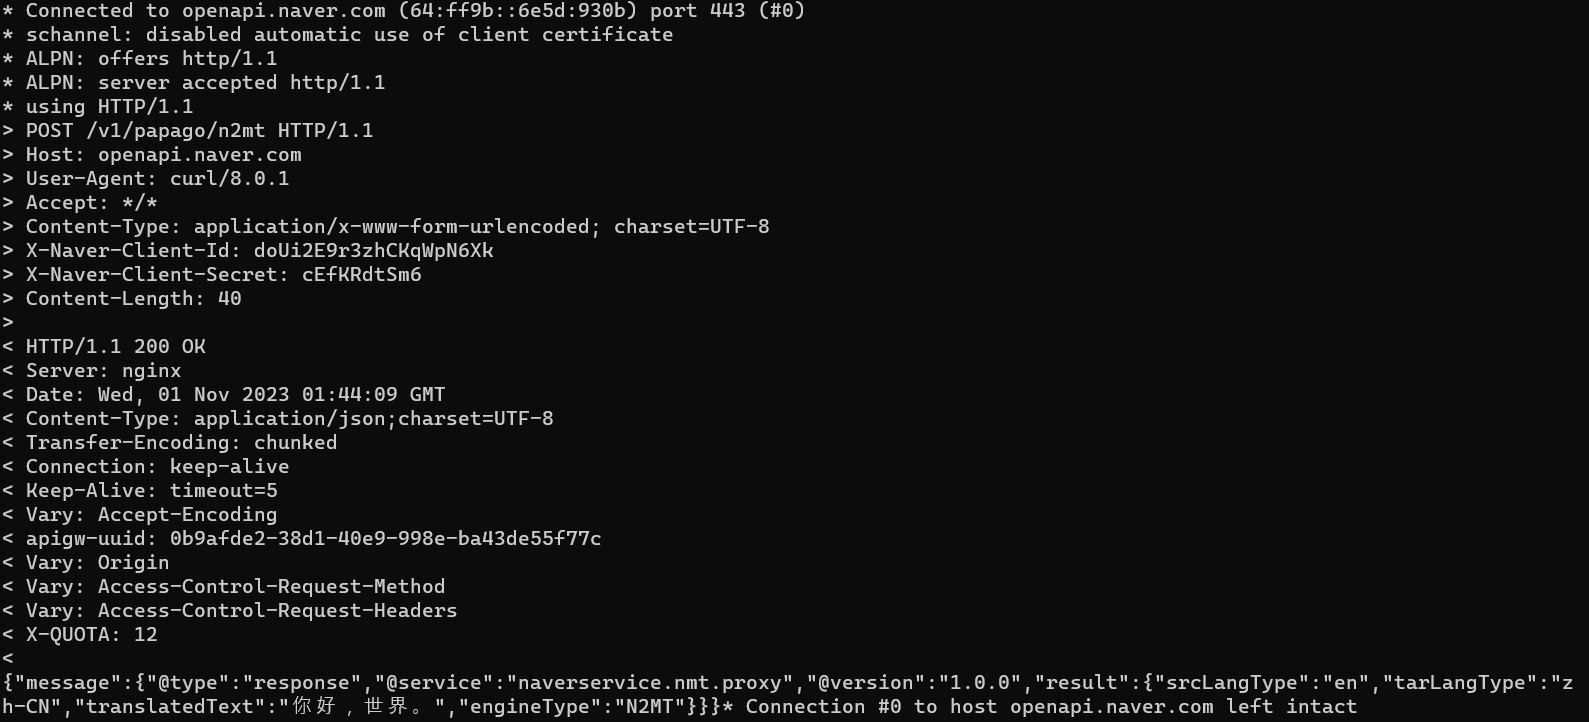 * Connected to openapi.naver.com (64:ff9b::6e5d:930b) port 443 (#0)
* schannel: disabled automatic use of client certificate
* ALPN: offers http/1.1
* ALPN: server accepted http/1.1
* using HTTP/1.1
> POST /v1/papago/n2mt HTTP/1.1
> Host: openapi.naver.com
> User-Agent: curl/8.0.1
> Accept: */*
> Content-Type: application/x-www-form-urlencoded; charset=UTF-8
> X-Naver-Client-Id: doUi2E9r3zhCKqWpN6Xk
> X-Naver-Client-Secret: cEfKRdtSm6
> Content-Length: 40
>
< HTTP/1.1 200 OK
< Server: nginx
< Date: Wed, 01 Nov 2023 01:44:09 GMT
< Content-Type: application/json;charset=UTF-8
< Transfer-Encoding: chunked
< Connection: keep-alive
< Keep-Alive: timeout=5
< Vary: Accept-Encoding
< apigw-uuid: 0b9afde2-38d1-40e9-998e-ba43de55f77c
< Vary: Origin
< Vary: Access-Control-Request-Method
< Vary: Access-Control-Request-Headers
< X-QUOTA: 12
<
{"message":{"@type":"response","@service":"naverservice.nmt.proxy","@version":"1.0.0","result":{"srcLangType":"en","tarLangType":"z
h-CN","translatedText":"你好，世界。","engineType":"N2MT"}}}* Connection #0 to host openapi.naver.com left intact